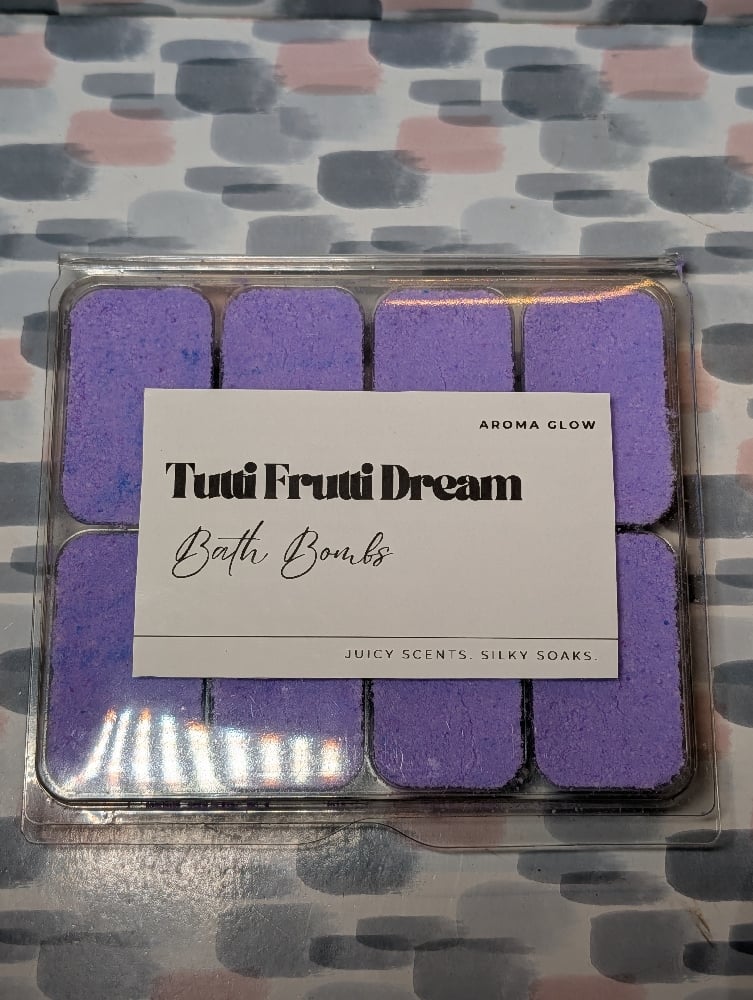 AROMA GLOW
Tutti Frutti Dream
Bath Bombs
JUICY SCENTS. SILKY SOAKS.